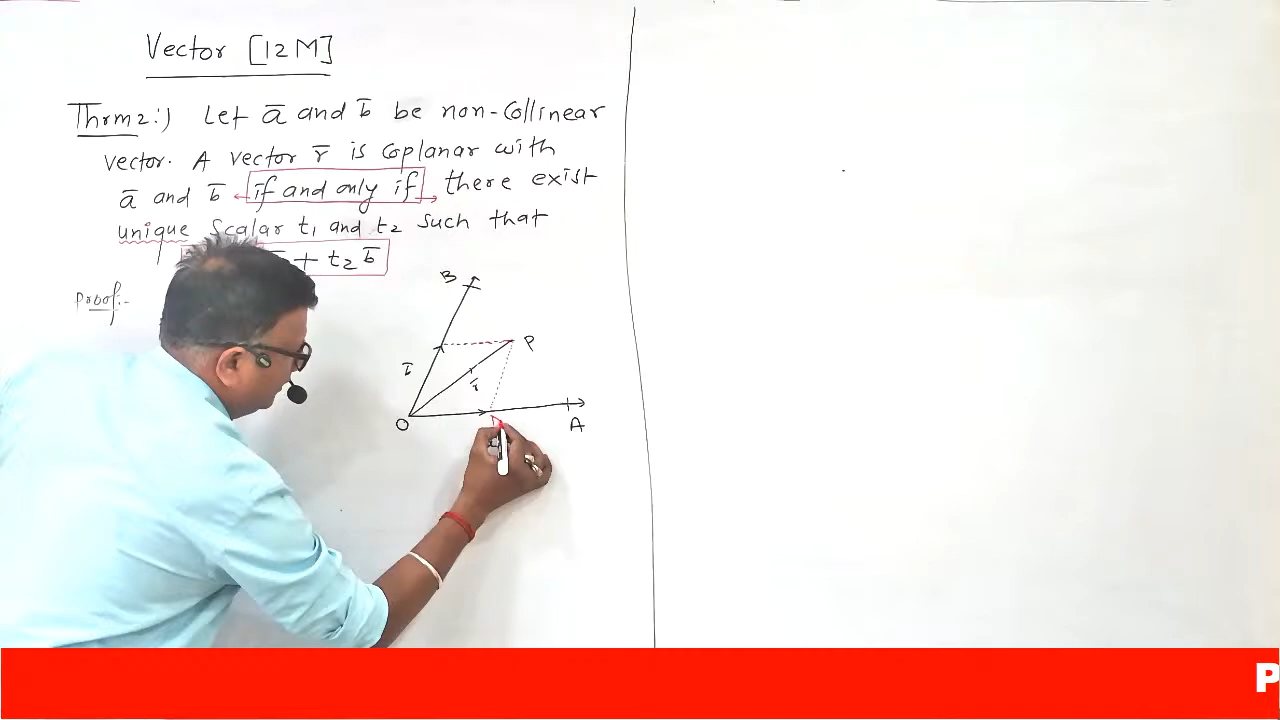 Vector [12M]
Thrm2:) Let a̅ and b̅ be non-Collinear
vector. A vector r̅ is Coplanar with
a̅ and b̅ if and only if there exist
unique Scalar t₁ and t₂ such that
+ t₂ b̅
Proof:-
B
P
O
A
P